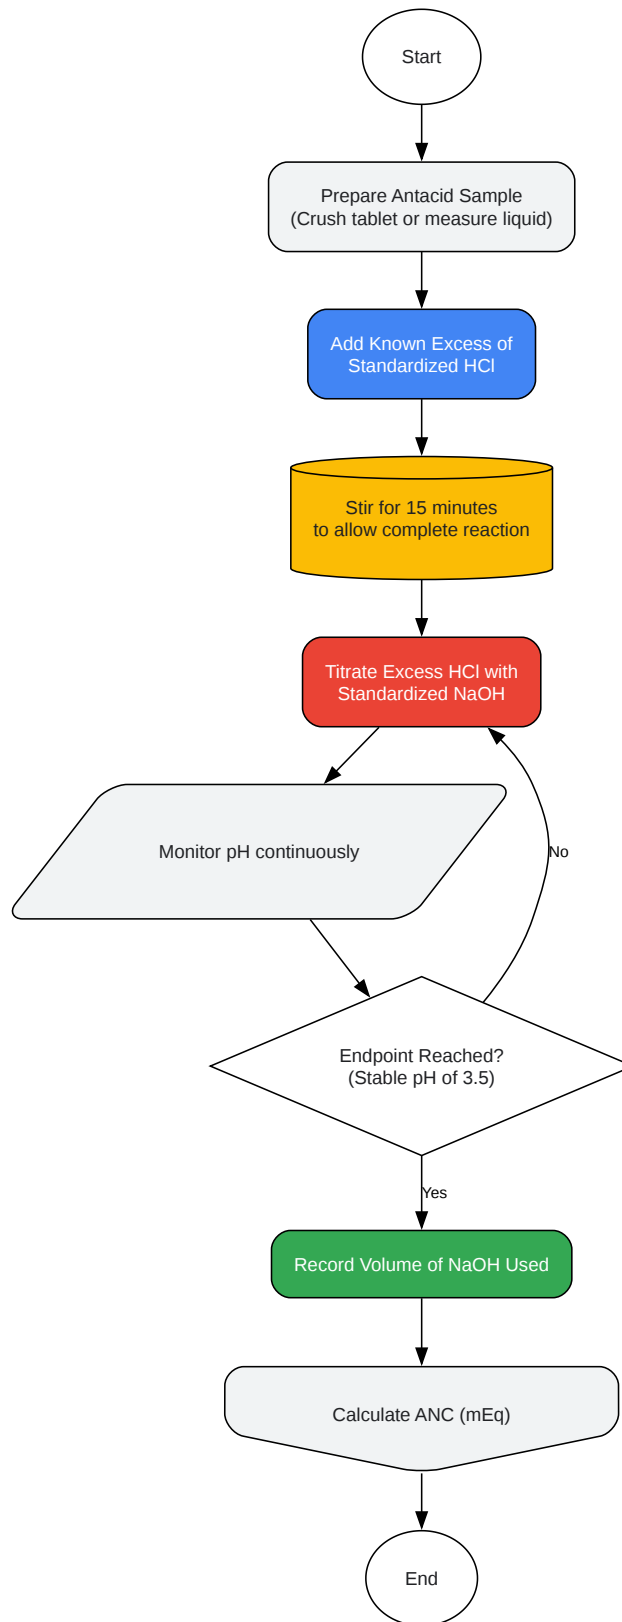 Start
Prepare Antacid Sample
(Crush tablet or measure liquid)
Add Known Excess of
Standardized HCl
Stir for 15 minutes
to allow complete reaction
Titrate Excess HCl with
Standardized NaOH
Monitor pH continuously
No
Endpoint Reached?
(Stable pH of 3.5)
Yes
Record Volume of NaOH Used
Calculate ANC (mEq)
End